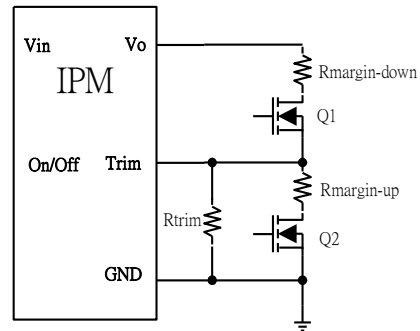 Vin
Vo
IPM
Rmargin-down
Q1
On/Off
Trim
Rmargin-up
Rtrim
Q2
GND